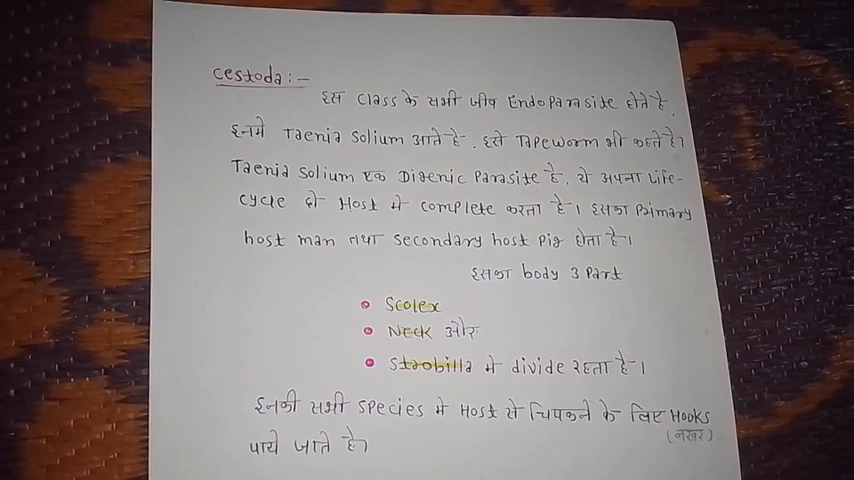 Cestoda:-
इस class के सभी जीव Endoparasite होते है,
इनमे Taenia solium आते है. इसे Tapeworm भी कहते है।
Taenia solium एक Digenic Parasite है, ये अपना Life-
cycle दो Host मे complete करता है। इसका Primary
host man तथा secondary host pig होता है।
इसका body 3 Part
• Scolex
• Neck और
• Strobilla मे divide रहता है।
इनकी सभी species मे Host से चिपकने के लिए Hooks
(नखर)
पाये जाते है।